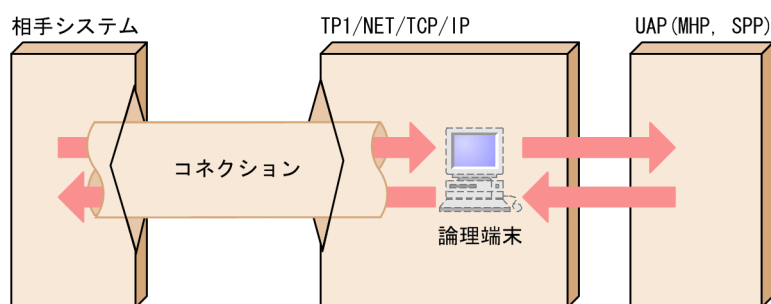 相手システム
TP1/NET/TCP/IP
UAP(MHP, SPP)
コネクション
論理端末